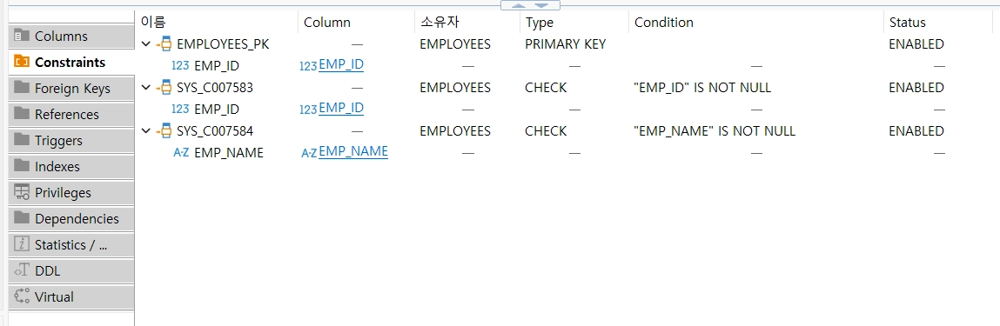 이름 Column 소유자 Type Condition Status
Columns
EMPLOYEES_PK — EMPLOYEES PRIMARY KEY ENABLED
Constraints
123 EMP_ID 123 EMP_ID — — — —
Foreign Keys
SYS_C007583 — EMPLOYEES CHECK "EMP_ID" IS NOT NULL ENABLED
References
123 EMP_ID 123 EMP_ID — — — —
Triggers
SYS_C007584 — EMPLOYEES CHECK "EMP_NAME" IS NOT NULL ENABLED
Indexes
A-Z EMP_NAME A-Z EMP_NAME — — — —
Privileges
Dependencies
Statistics / ...
DDL
Virtual